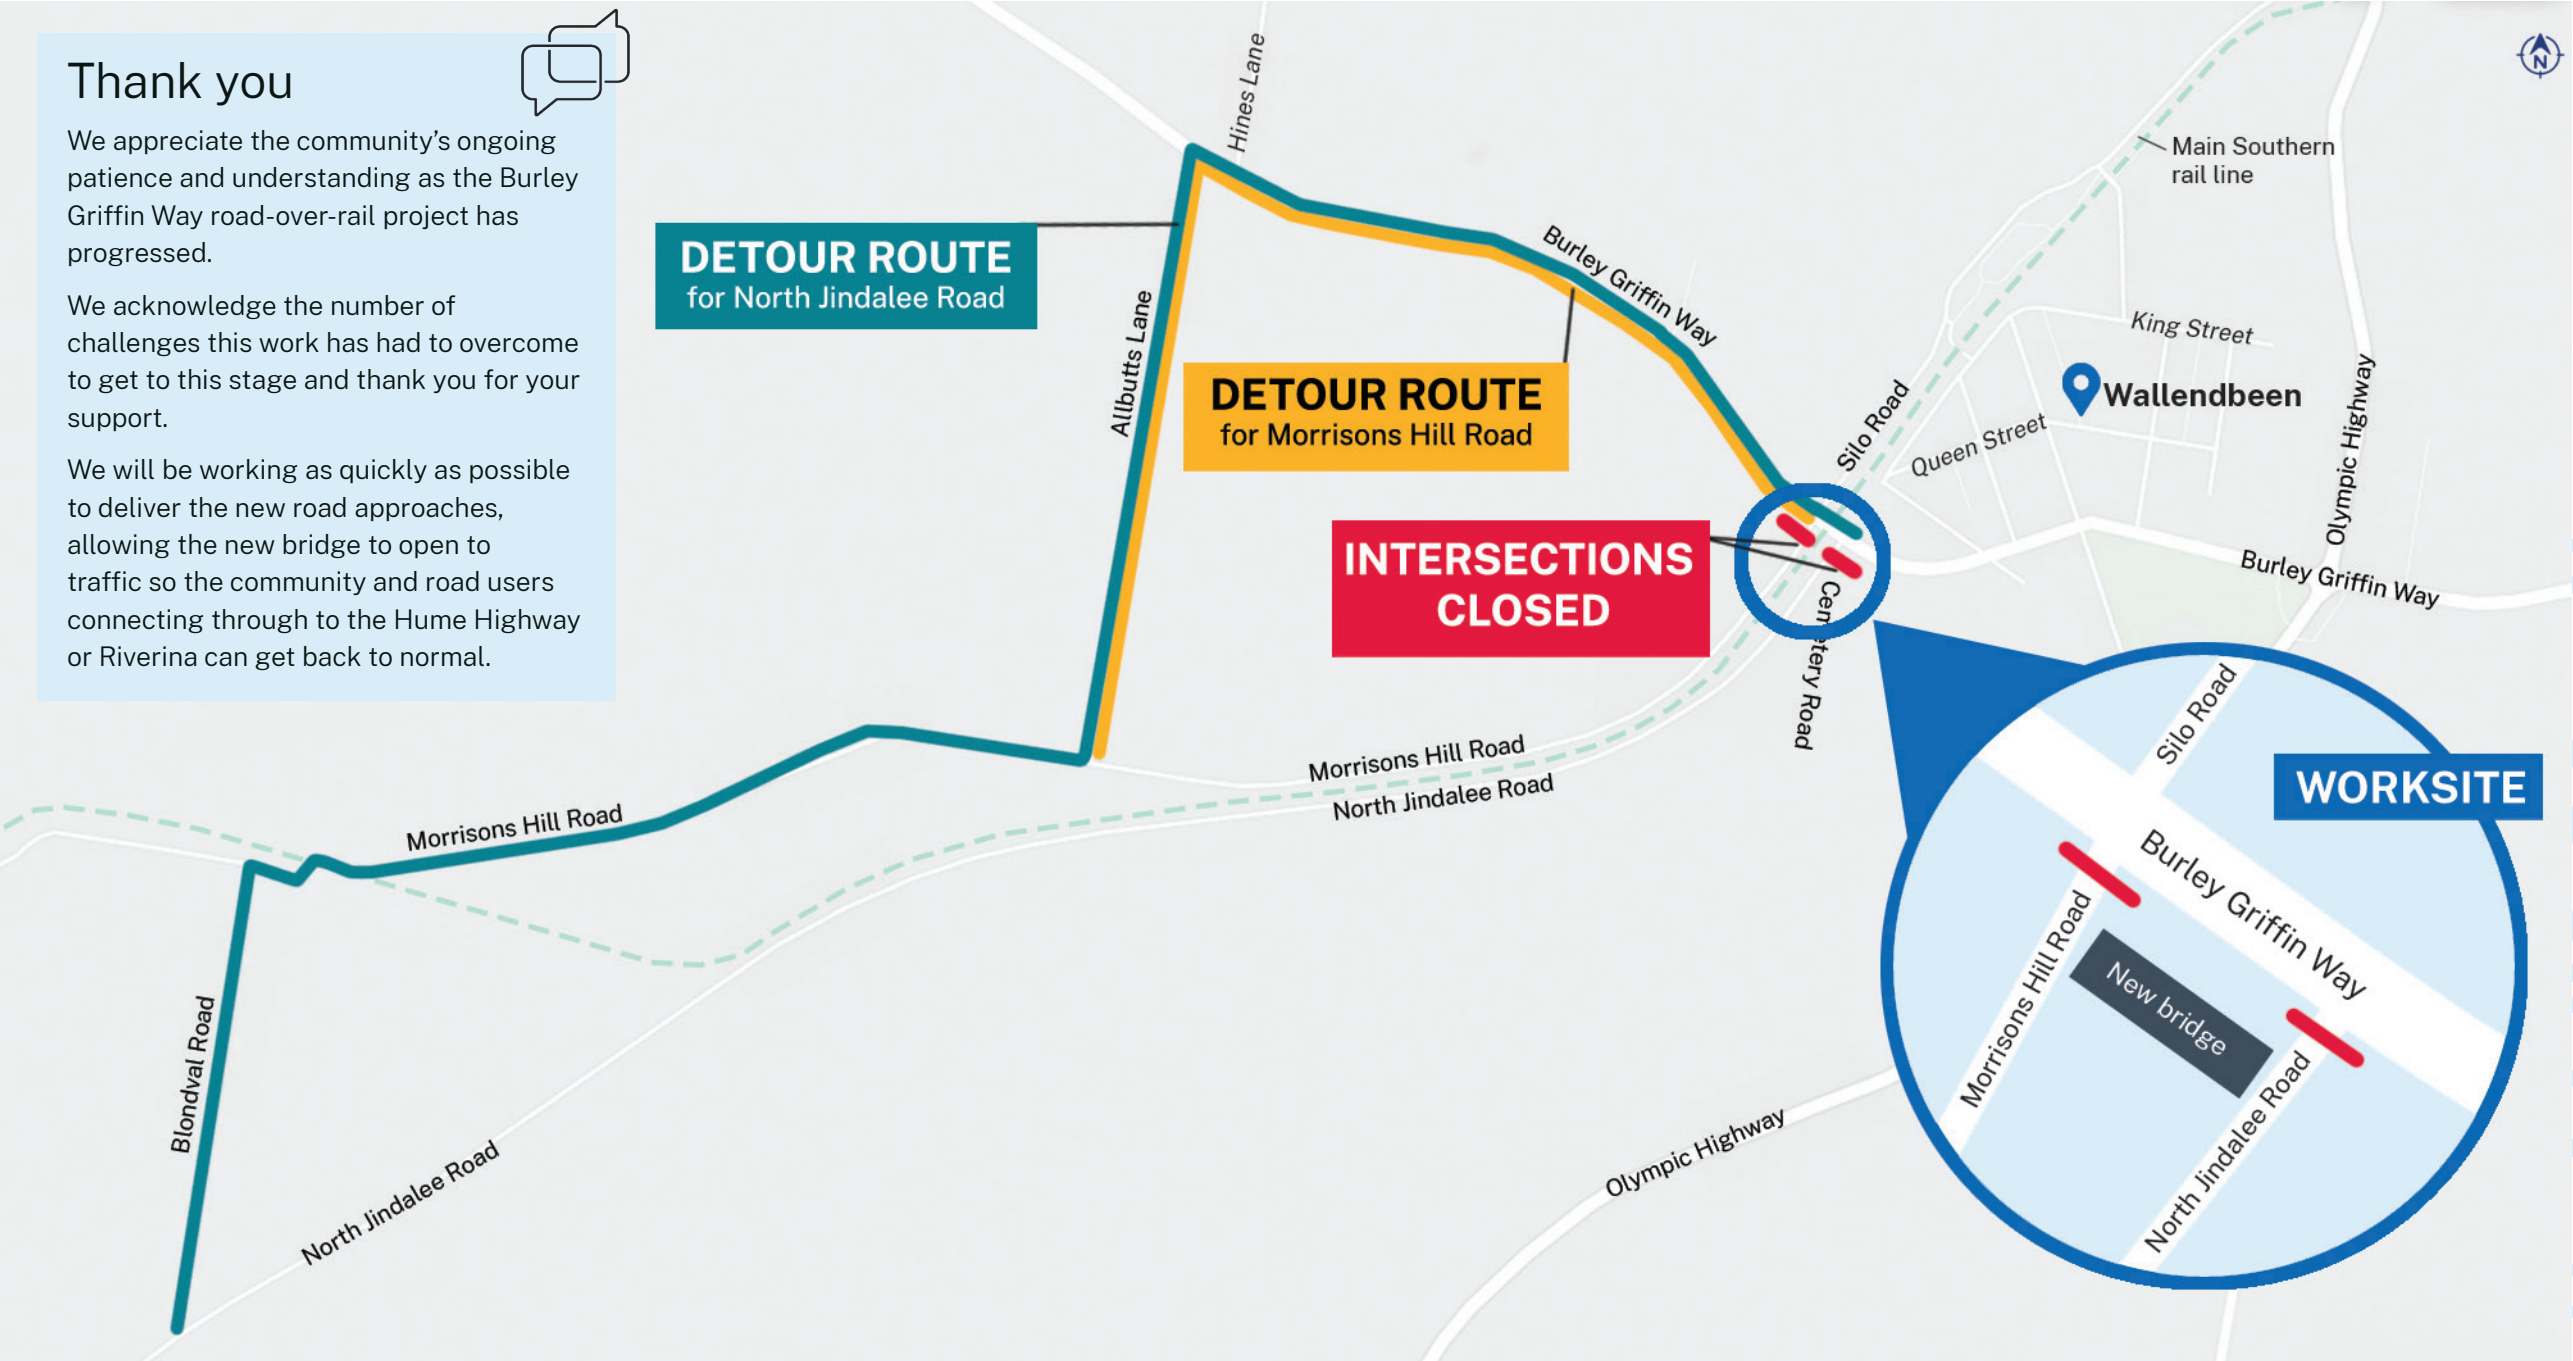 Thank you
We appreciate the community's ongoing
patience and understanding as the Burley
Griffin Way road-over-rail project has
progressed.
We acknowledge the number of
challenges this work has had to overcome
to get to this stage and thank you for your
support.
We will be working as quickly as possible
to deliver the new road approaches,
allowing the new bridge to open to
traffic so the community and road users
connecting through to the Hume Highway
or Riverina can get back to normal.
Hines Lane
N
Main Southern
rail line
DETOUR ROUTE
for North Jindalee Road
Burley Griffin Way
Allbutts Lane
King Street
DETOUR ROUTE
for Morrisons Hill Road
Silo Road
Wallendbeen
Queen Street
Olympic Highway
INTERSECTIONS
CLOSED
Burley Griffin Way
Cemetery Road
Morrisons Hill Road
North Jindalee Road
Morrisons Hill Road
Blondval Road
North Jindalee Road
Olympic Highway
Silo Road
WORKSITE
Burley Griffin Way
Morrisons Hill Road
New bridge
North Jindalee Road